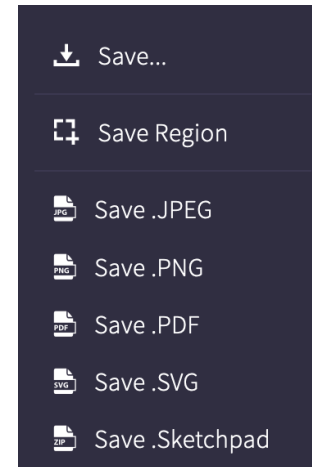 Save...
Save Region
JPG Save .JPEG
PNG Save .PNG
PDF Save .PDF
SVG Save .SVG
ZIP Save .Sketchpad